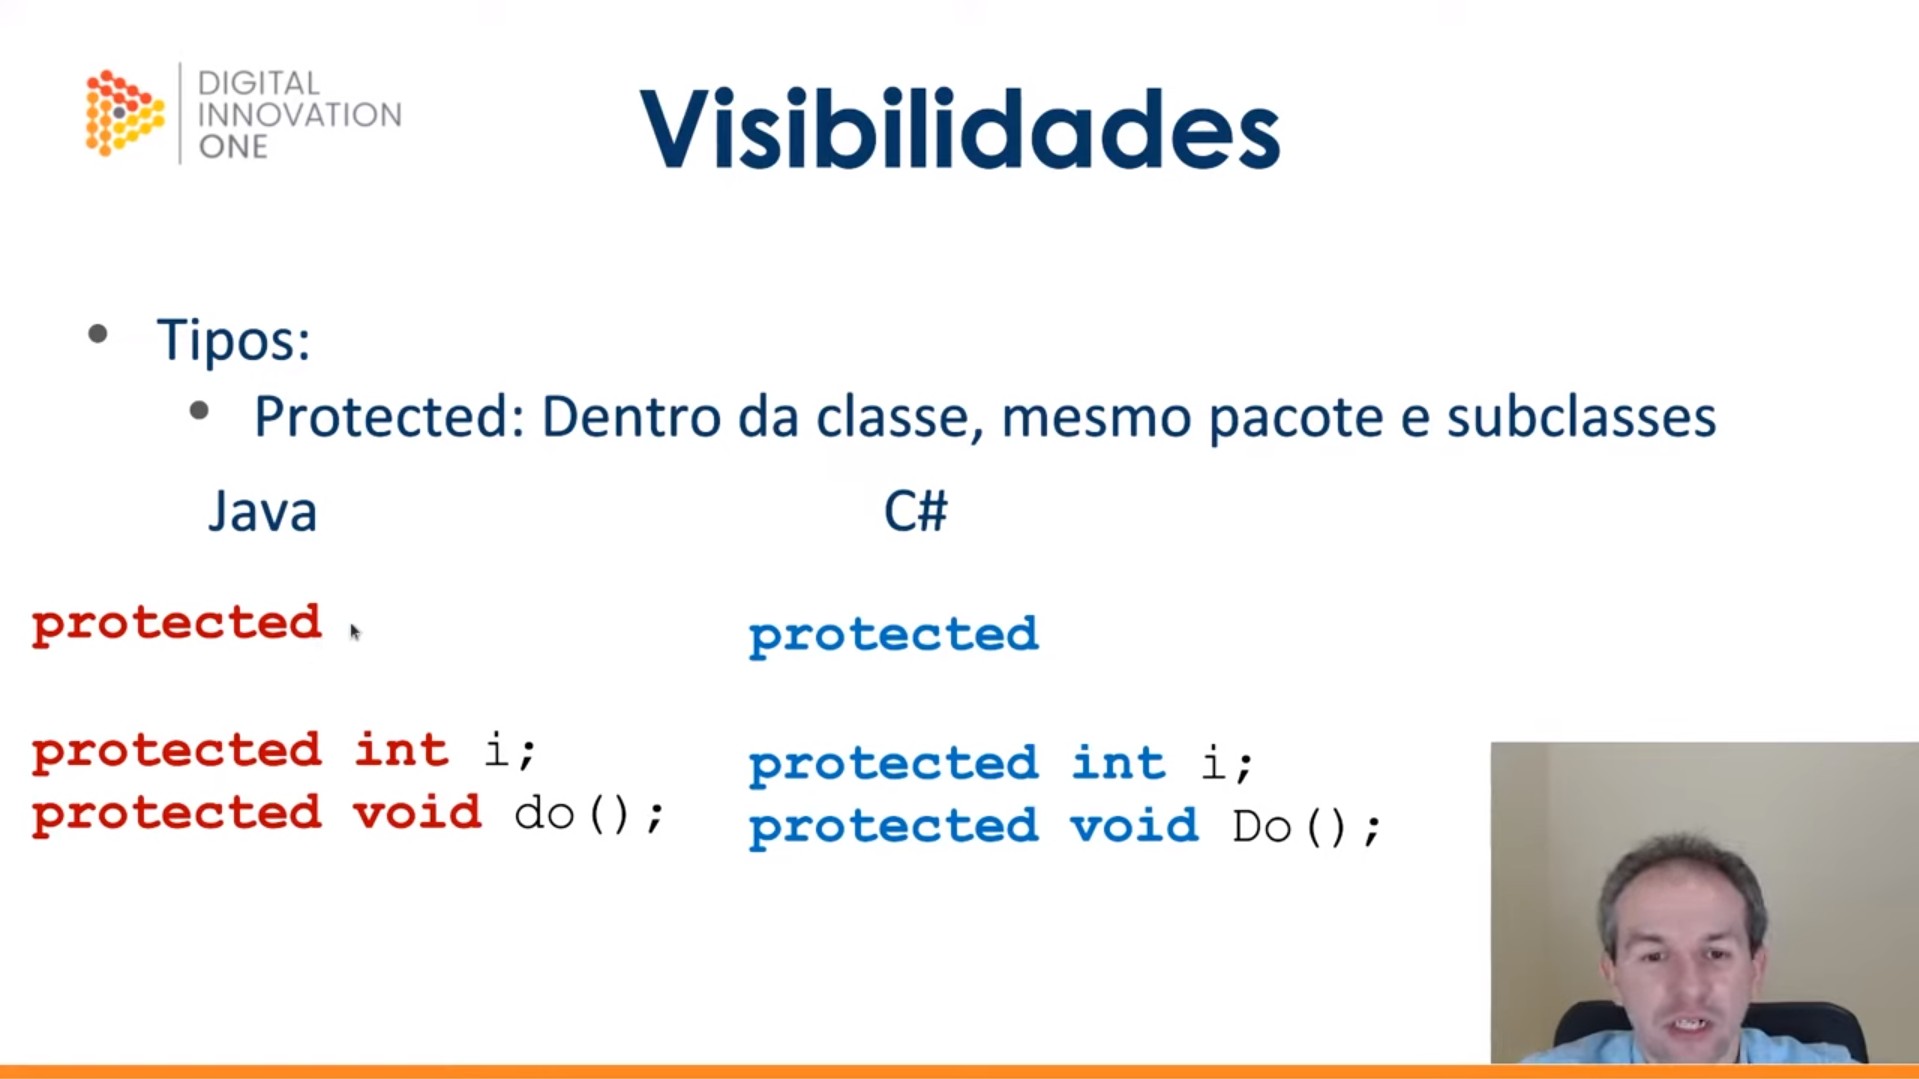 DIGITAL
INNOVATION
ONE
Visibilidades
• Tipos:
• Protected: Dentro da classe, mesmo pacote e subclasses
Java
C#
protected
protected int i;
protected void do();
protected
protected int i;
protected void Do();